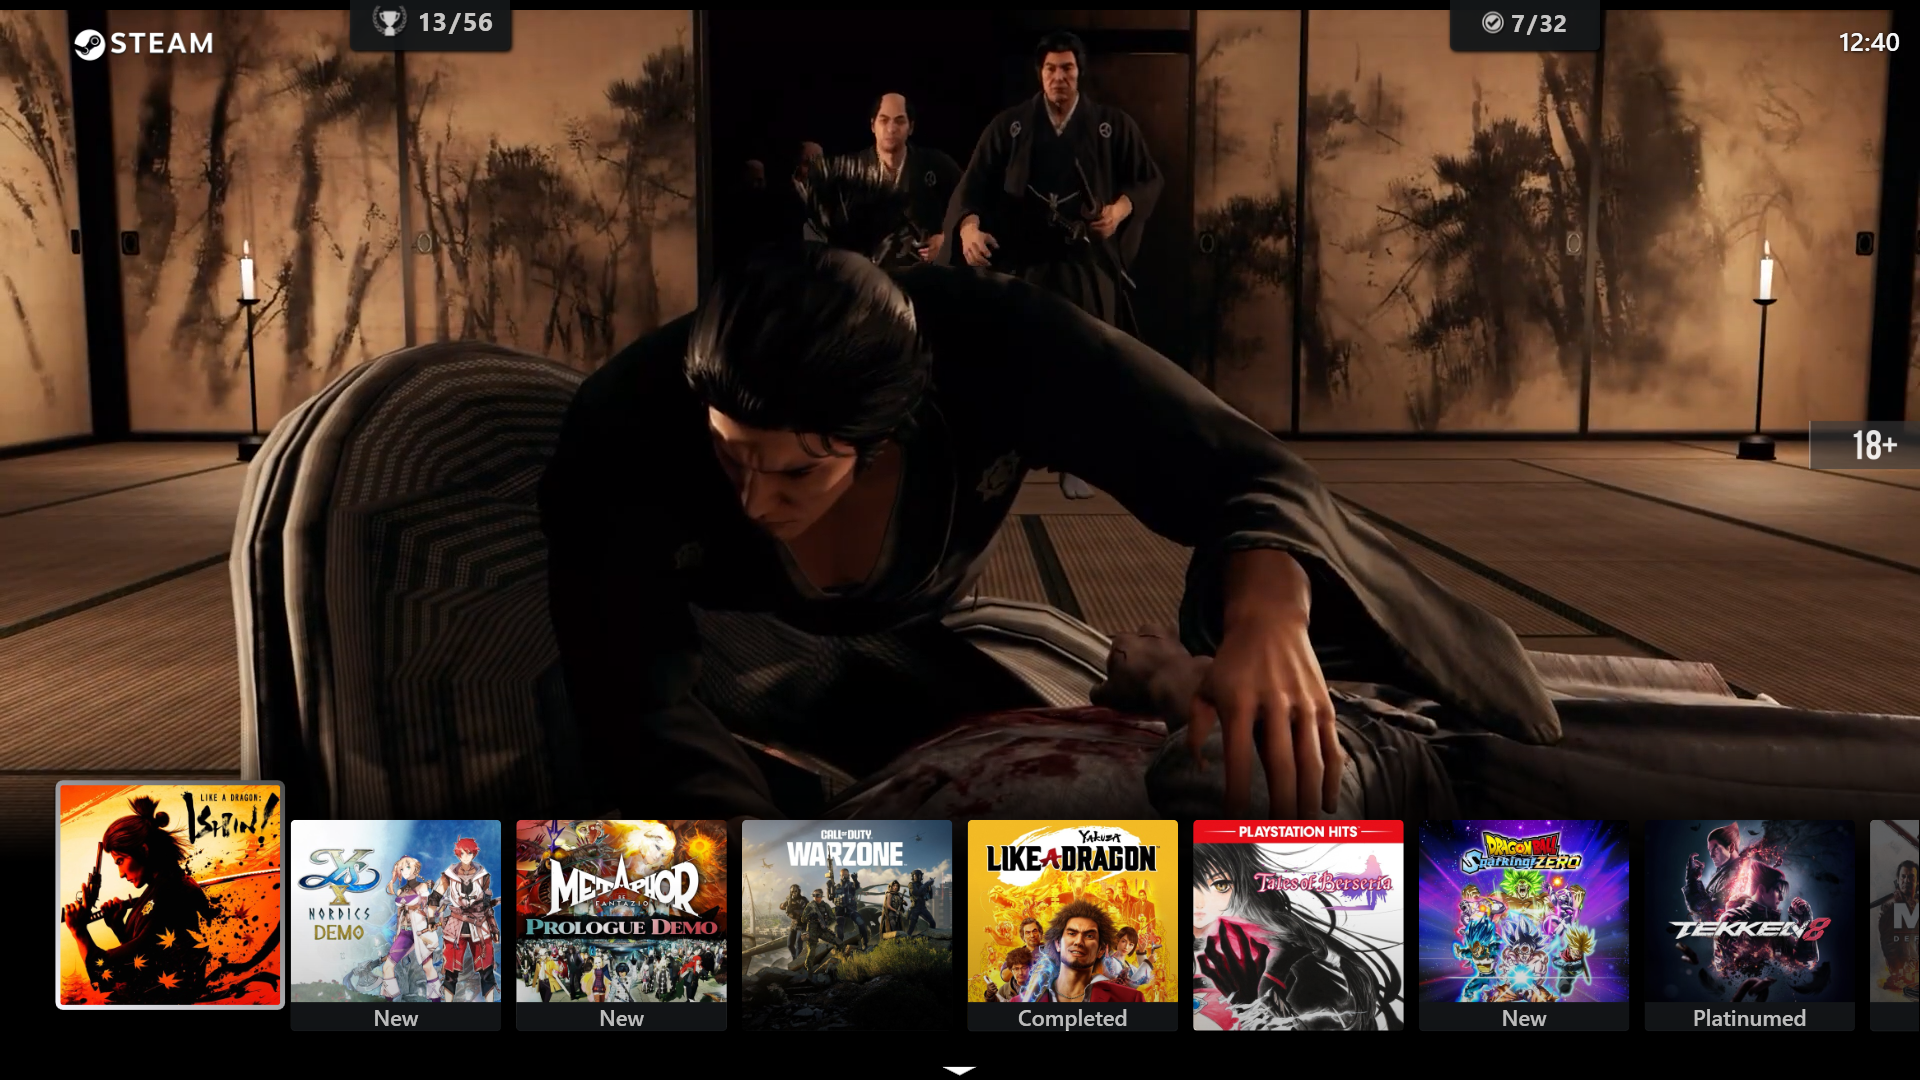 13/56
7/32
STEAM
12:40
18+
LIKE A DRAGON:
ISHIN!
YS
X
NORDICS
DEMO
New
METAPHOR
RE FANTAZIO
PROLOGUE DEMO
New
CALL OF DUTY
WARZONE
YAKUZA
LIKE A DRAGON
Completed
PLAYSTATION HITS
Tales of Berseria
DRAGON BALL
Sparking! ZERO
New
TEKKEN 8
Platinumed